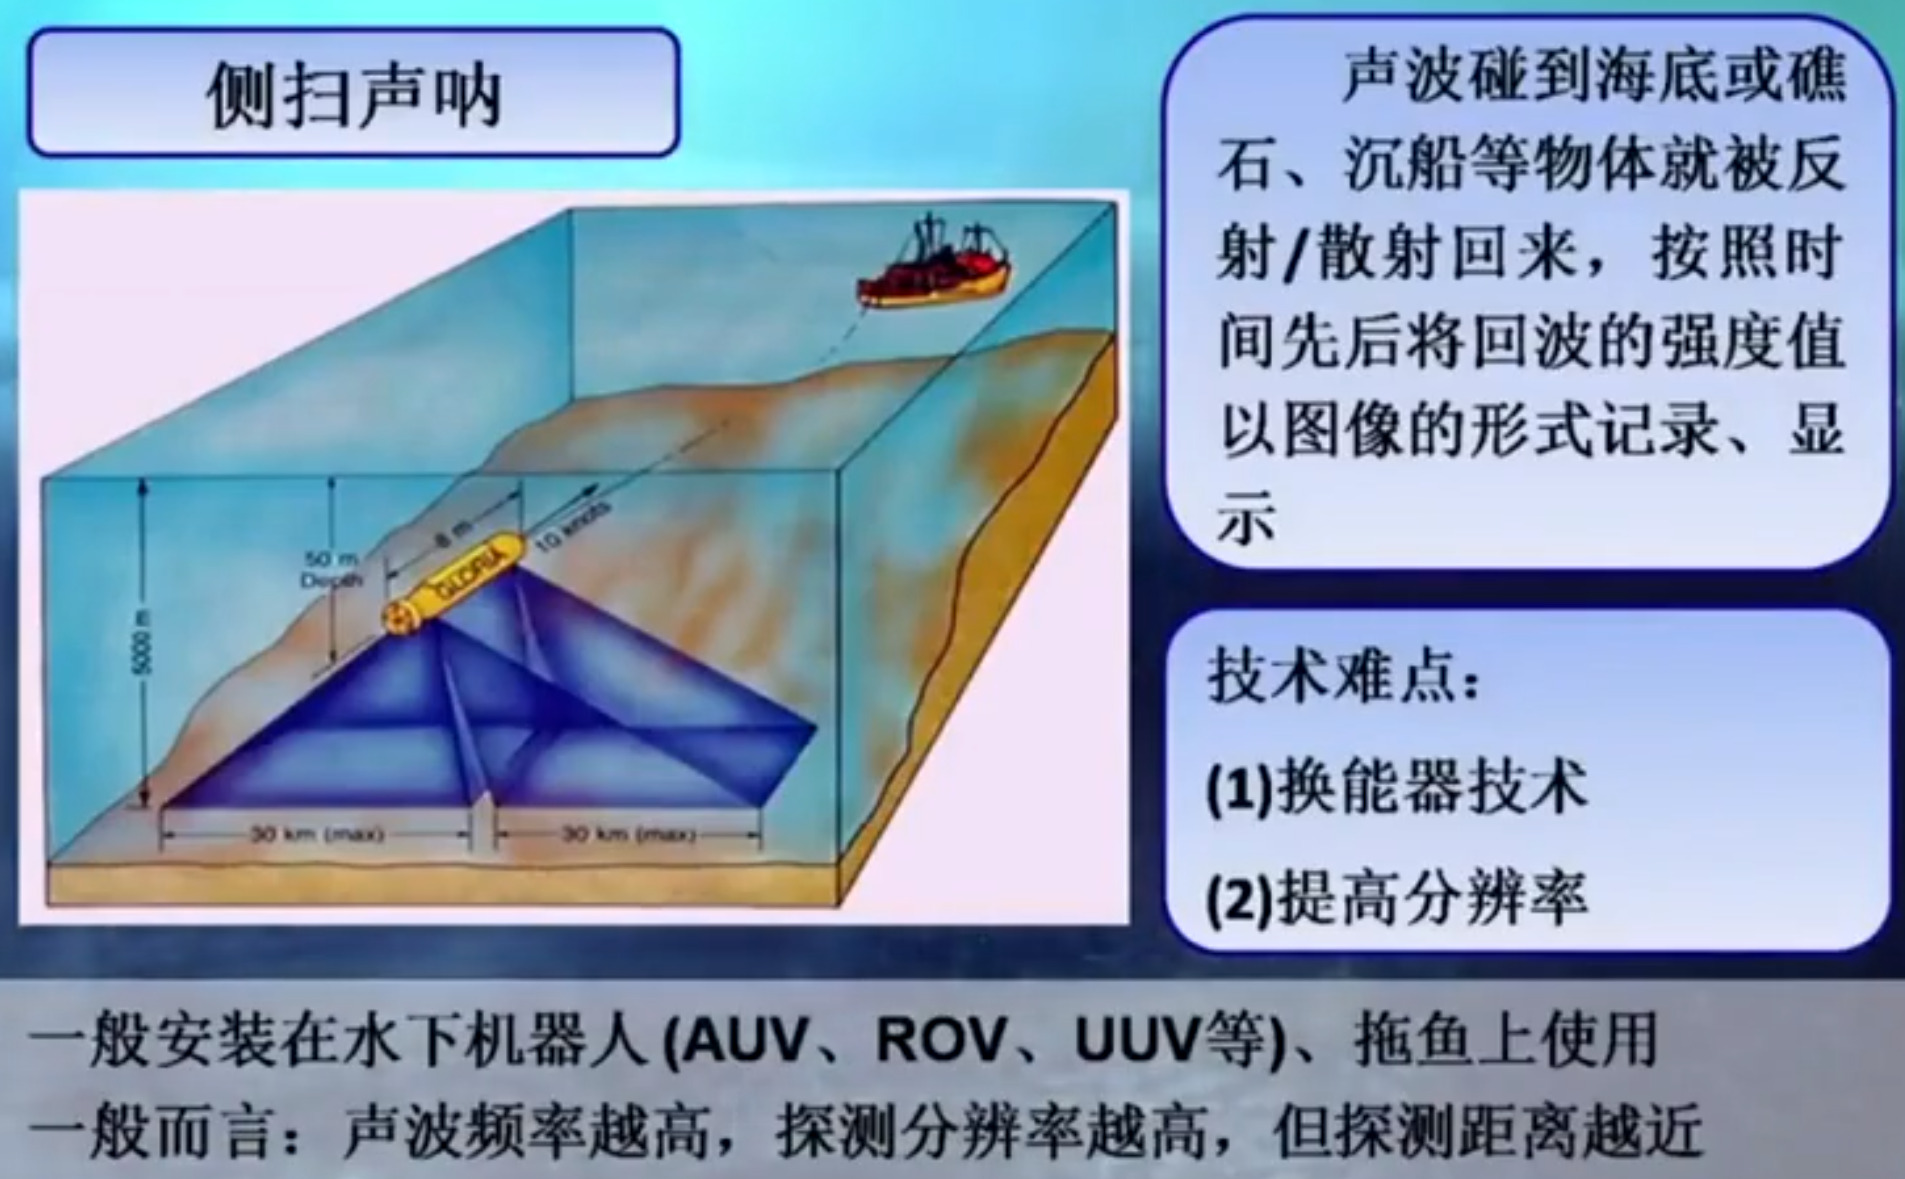 侧扫声呐
声波碰到海底或礁
石、沉船等物体就被反
射/散射回来，按照时
间先后将回波的强度值
以图像的形式记录、显
示
50 m
Depth
8 m
10 knots
GLORIA
5000 m
30 km (max)
30 km (max)
技术难点：
(1)换能器技术
(2)提高分辨率
一般安装在水下机器人(AUV、ROV、UUV等)、拖鱼上使用
一般而言：声波频率越高，探测分辨率越高，但探测距离越近